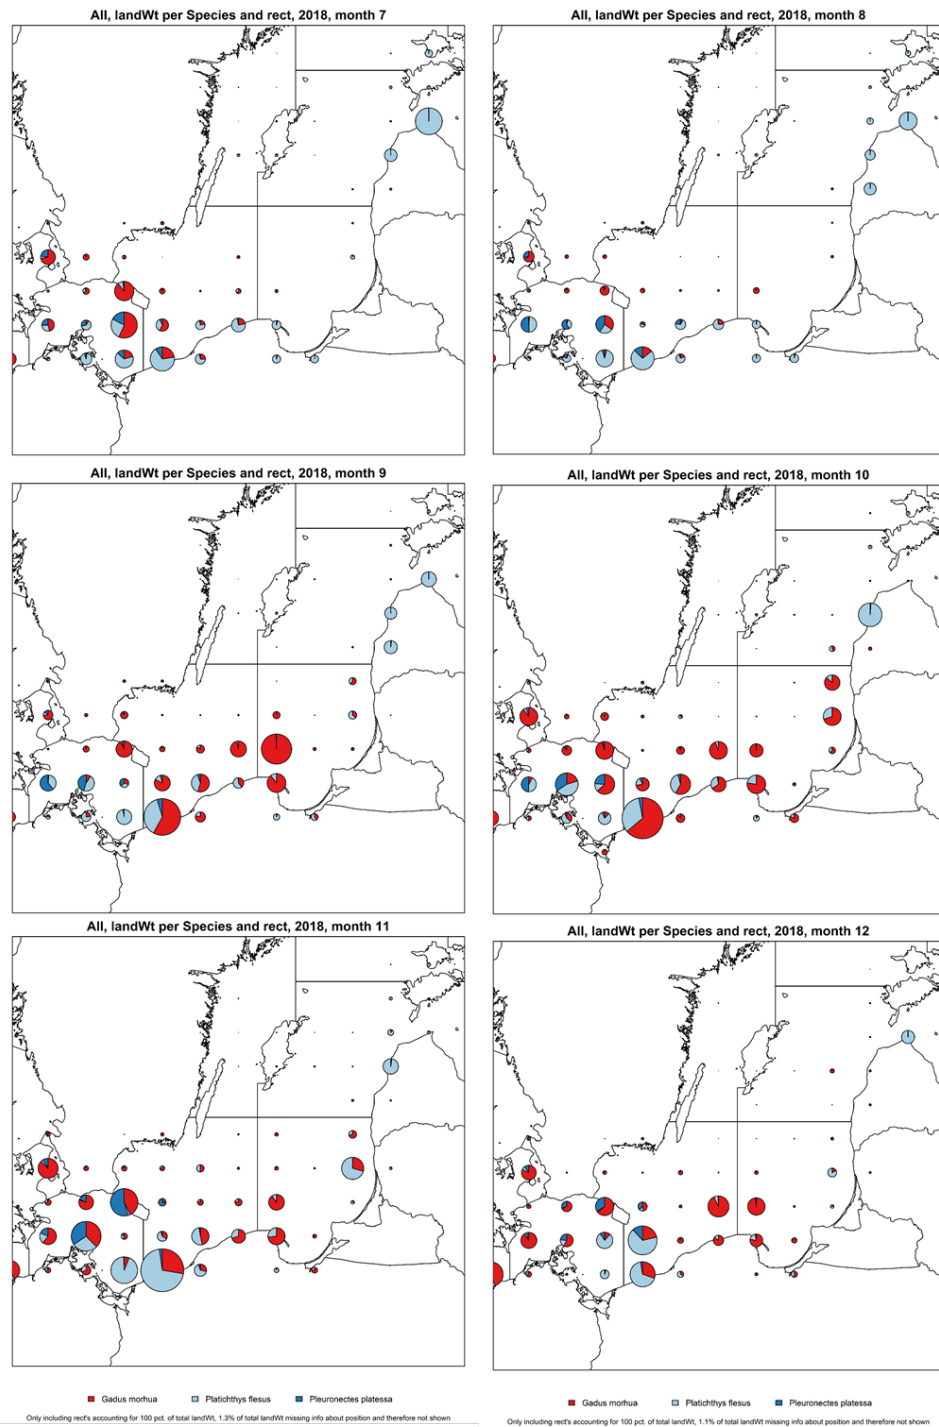 All, landWt per Species and rect, 2018, month 7
All, landWt per Species and rect, 2018, month 8
All, landWt per Species and rect, 2018, month 9
All, landWt per Species and rect, 2018, month 10
All, landWt per Species and rect, 2018, month 11
All, landWt per Species and rect, 2018, month 12
Gadus morhua Platichthys flesus Pleuronectes platessa
Only including rect's accounting for 100 pct. of total landWt, 1.3% of total landWt missing info about position and therefore not shown
Gadus morhua Platichthys flesus Pleuronectes platessa
Only including rect's accounting for 100 pct. of total landWt, 1.1% of total landWt missing info about position and therefore not shown